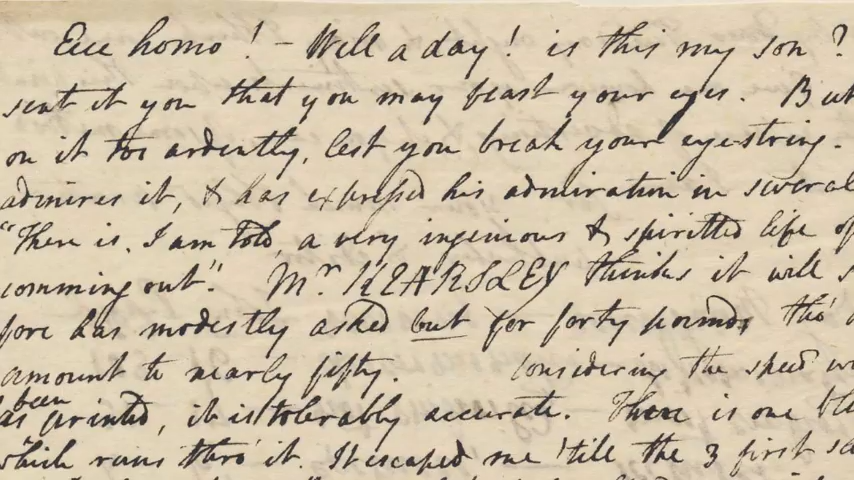 Ecce homo! - Well a day! is this my son?
sent it you that you may feast your eyes. But
on it too ardently, lest you break your eye-string.
admires it, & has expressed his admiration in several
"There is, I am told, a very ingenious & spiritted life of
comming out". Mr. KEARSLEY thinks it will
fore has modestly asked but for forty pounds, tho'
amount to nearly fifty. Considering the speed
been
as printed, it is tolerably accurate. There is one
which runs thro' it. It escaped me 'till the 3 first